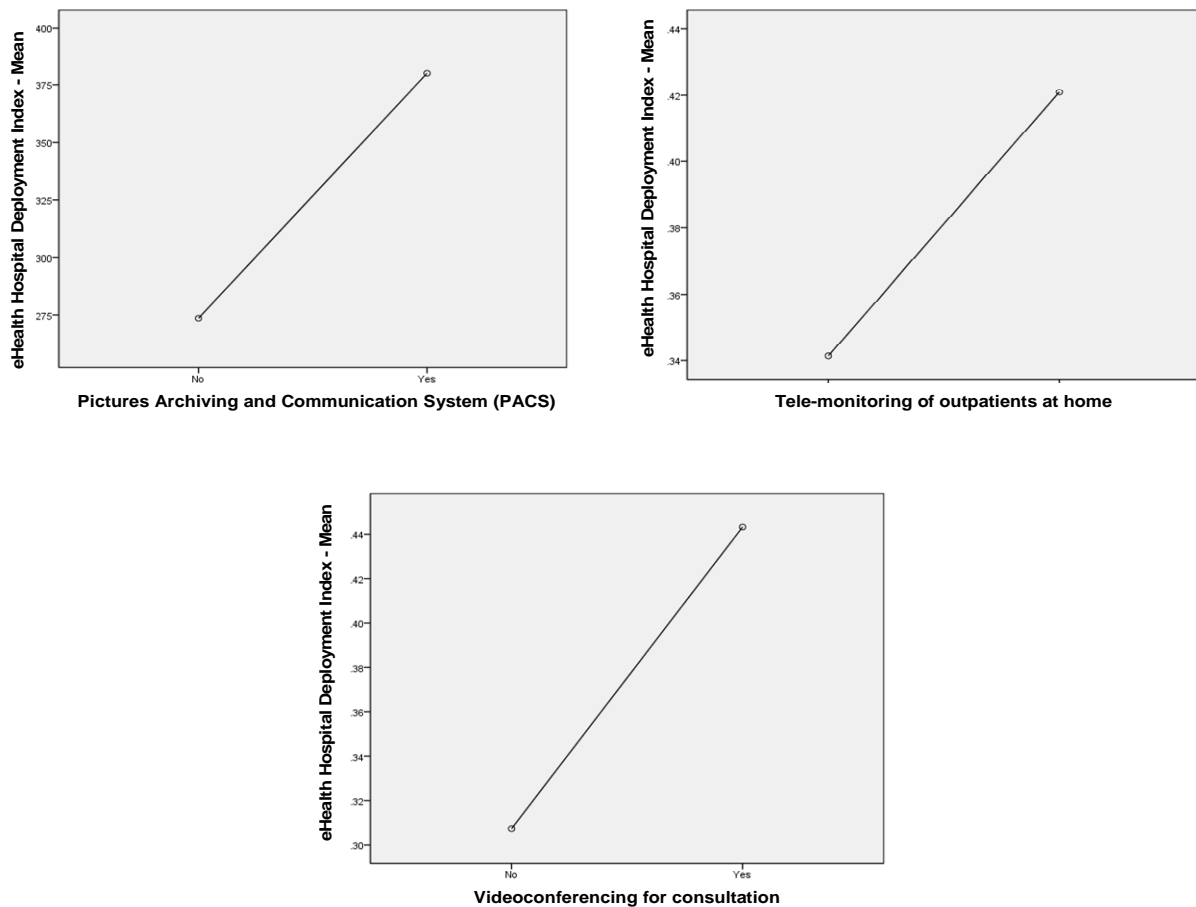 eHealth Hospital Deployment Index - Mean
400
375
350
325
300
275
No
Yes
Pictures Archiving and Communication System (PACS)
eHealth Hospital Deployment Index - Mean
.44
.42
.40
.38
.36
.34
Tele-monitoring of outpatients at home
eHealth Hospital Deployment Index - Mean
.44
.42
.40
.38
.36
.34
.32
.30
No
Yes
Videoconferencing for consultation